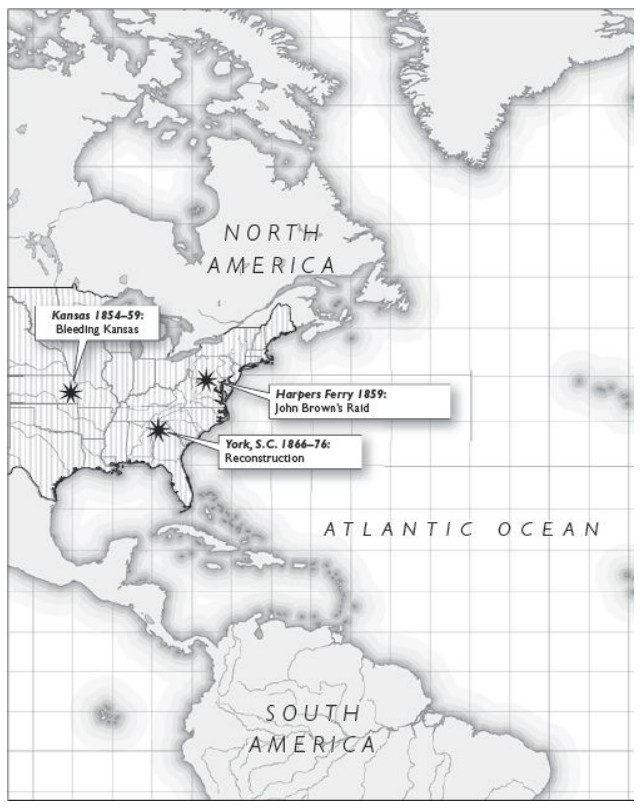 NORTH
AMERICA
Kansas 1854–59:
Bleeding Kansas
Harpers Ferry 1859:
John Brown's Raid
York, S.C. 1866–76:
Reconstruction
ATLANTIC OCEAN
SOUTH
AMERICA